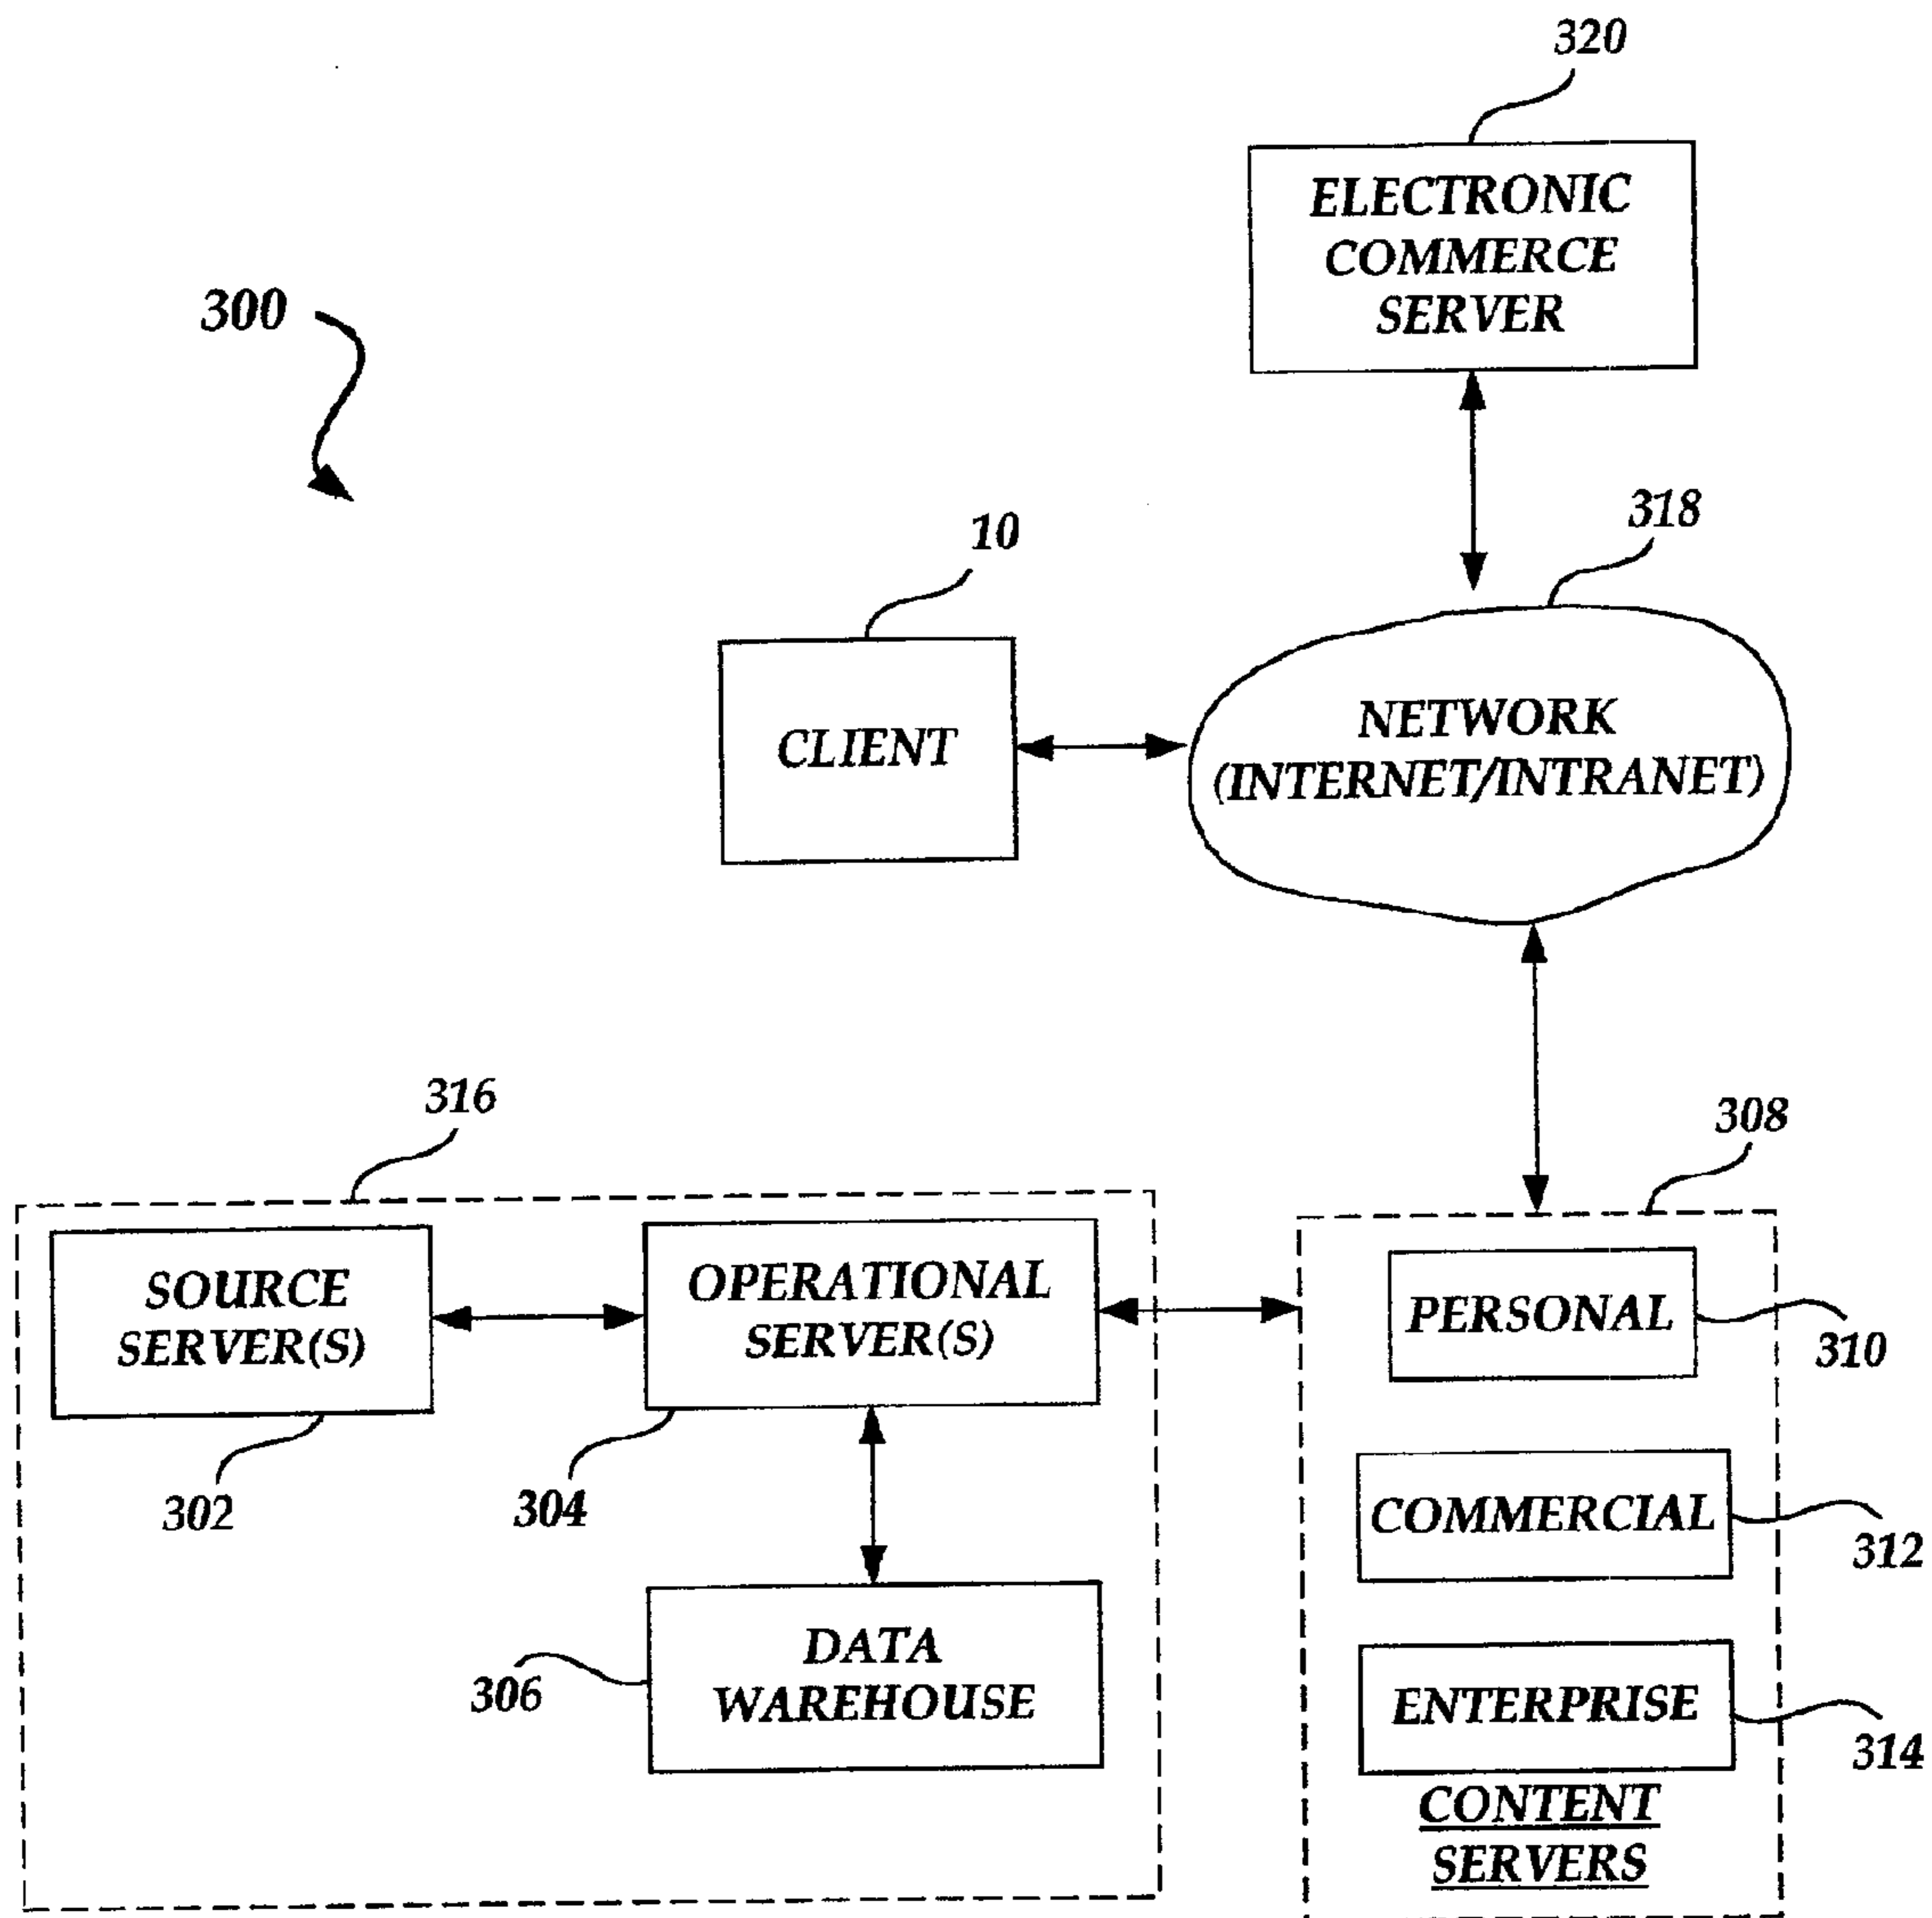 320
ELECTRONIC
COMMERCE
SERVER
300
318
10
CLIENT
NETWORK
(INTERNET/INTRANET)
316
308
SOURCE
SERVER(S)
OPERATIONAL
SERVER(S)
PERSONAL
310
302
304
COMMERCIAL
312
DATA
WAREHOUSE
306
ENTERPRISE
314
CONTENT
SERVERS